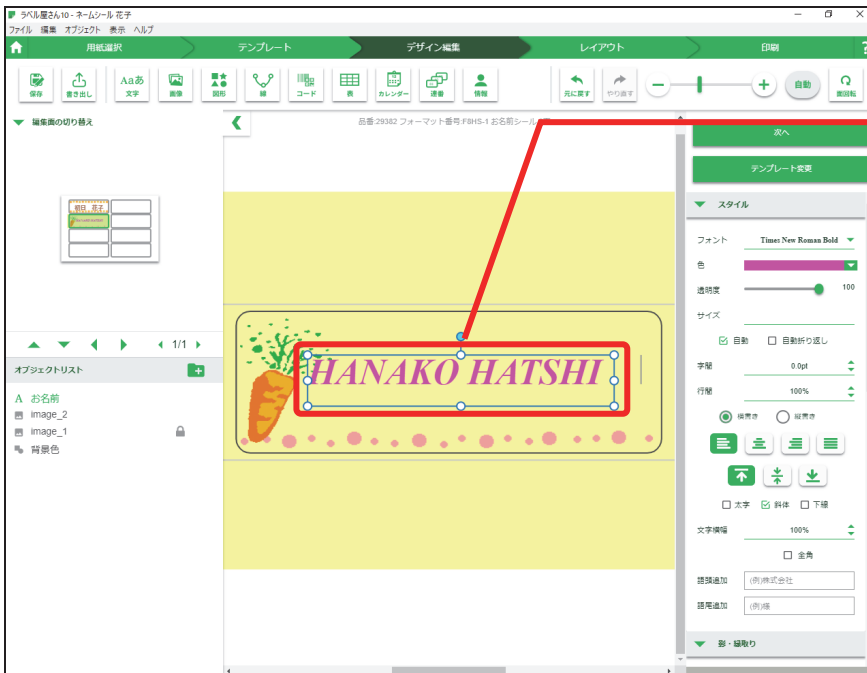 ラベル屋さん10 - ネームシール 花子
ファイル 編集 オブジェクト 表示 ヘルプ
用紙選択 テンプレート デザイン編集 レイアウト 印刷 ?
保存 書き出し 文字 画像 図形 線 コード 表 カレンダー 連番 情報 元に戻す やり直す 自動 面回転
Aaあ
編集面の切り替え
品番:29382 フォーマット番号:F8HS-1 お名前シール
朝日 花子
1/1
オブジェクトリスト
A お名前
image_2
image_1
背景色
HANAKO HATSHI
次へ
テンプレート変更
スタイル
フォント Times New Roman Bold
色
透明度 100
サイズ
自動 自動折り返し
字間 0.0pt
行間 100%
横書き 縦書き
太字 斜体 下線
文字横幅 100%
全角
語頭追加 (例)株式会社
語尾追加 (例)様
影・縁取り